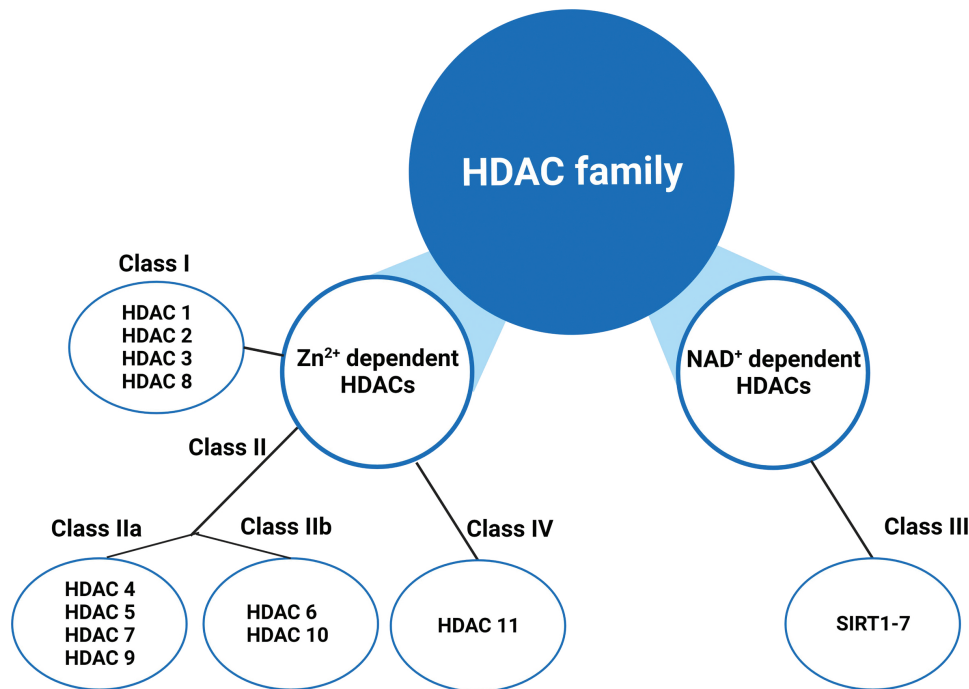 HDAC family
Class I
HDAC 1
HDAC 2
HDAC 3
HDAC 8
Zn²⁺ dependent
HDACs
NAD⁺ dependent
HDACs
Class II
Class IIa
Class IIb
Class IV
Class III
HDAC 4
HDAC 5
HDAC 7
HDAC 9
HDAC 6
HDAC 10
HDAC 11
SIRT1-7